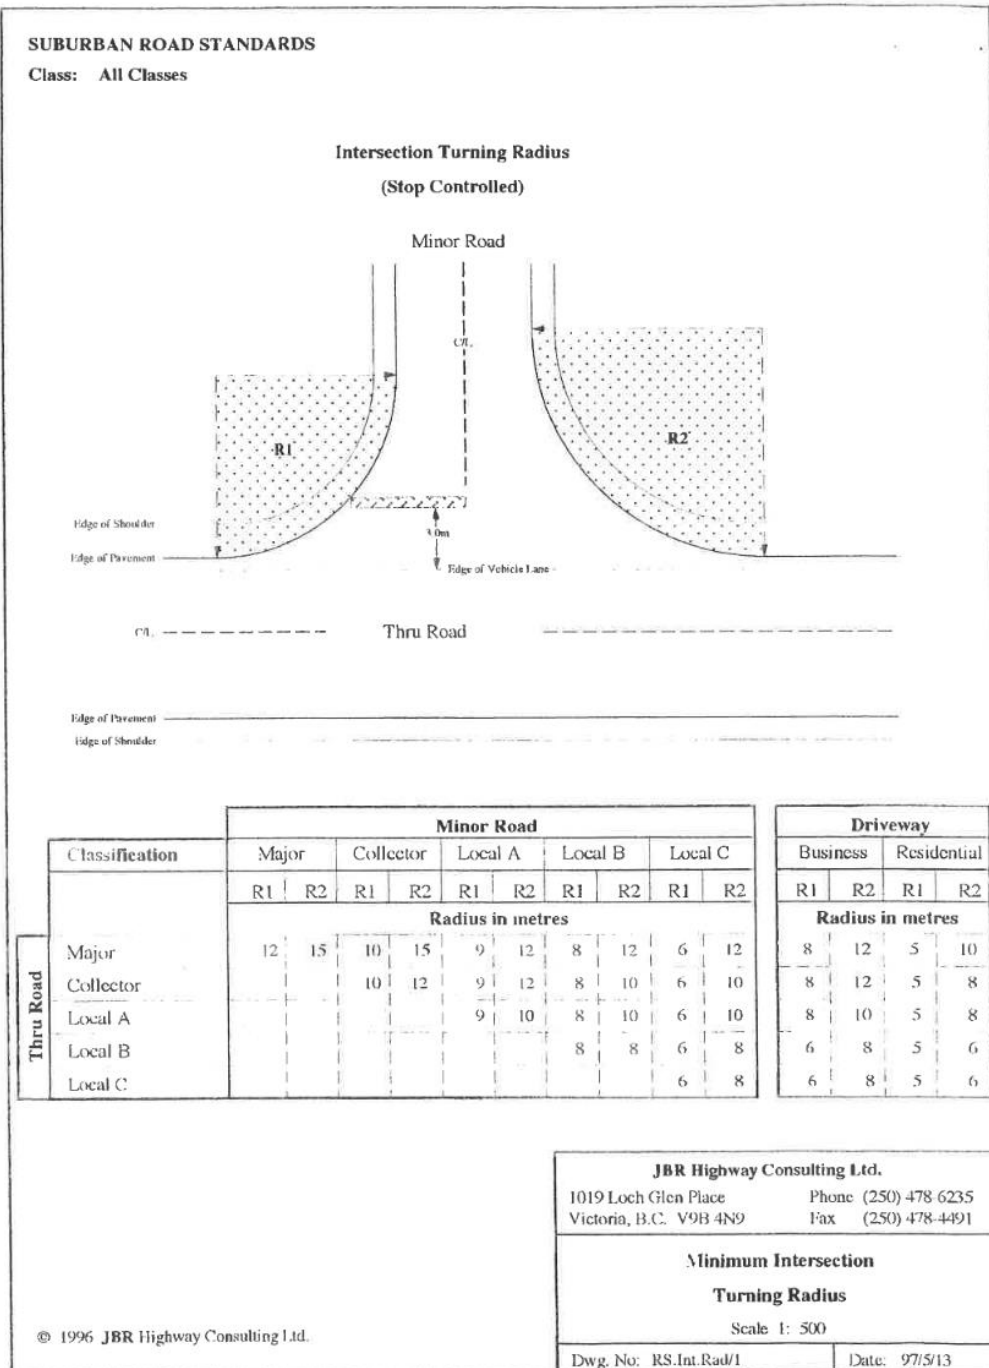 SUBURBAN ROAD STANDARDS
Class: All Classes
Intersection Turning Radius
(Stop Controlled)
Minor Road
C/L
R1
R2
3.0m
Edge of Shoulder
Edge of Pavement
Edge of Vehicle Lane
C/L
Thru Road
Edge of Pavement
Edge of Shoulder
Minor Road Driveway
Classification Major Collector Local A Local B Local C Business Residential
R1 R2 R1 R2 R1 R2 R1 R2 R1 R2 R1 R2 R1 R2
Radius in metres Radius in metres
Thru Road
Major 12 15 10 15 9 12 8 12 6 12 8 12 5 10
Collector 10 12 9 12 8 10 6 10 8 12 5 8
Local A 9 10 8 10 6 10 8 10 5 8
Local B 8 8 6 8 6 8 5 6
Local C 6 8 6 8 5 6
JBR Highway Consulting Ltd.
1019 Loch Glen Place Phone (250) 478-6235
Victoria, B.C. V9B 4N9 Fax (250) 478-4491
Minimum Intersection
Turning Radius
Scale 1: 500
© 1996 JBR Highway Consulting Ltd.
Dwg. No: RS.Int.Rad/1 Date: 97/5/13